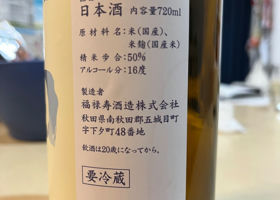 日本酒 内容量720ml
原材料名:米(国産)、
米麹(国産米)
精米歩合:50%
アルコール分:16度
製造者
福禄寿酒造株式会社
秋田県南秋田郡五城目町
字下夕町48番地
飲酒は20歳になってから。
要冷蔵